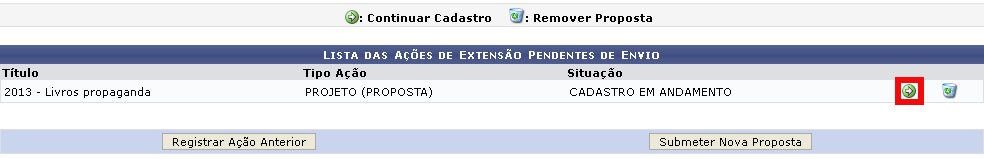 : Continuar Cadastro : Remover Proposta
Lista das Ações de Extensão Pendentes de Envio
Título Tipo Ação Situação
2013 - Livros propaganda PROJETO (PROPOSTA) CADASTRO EM ANDAMENTO
Registrar Ação Anterior Submeter Nova Proposta